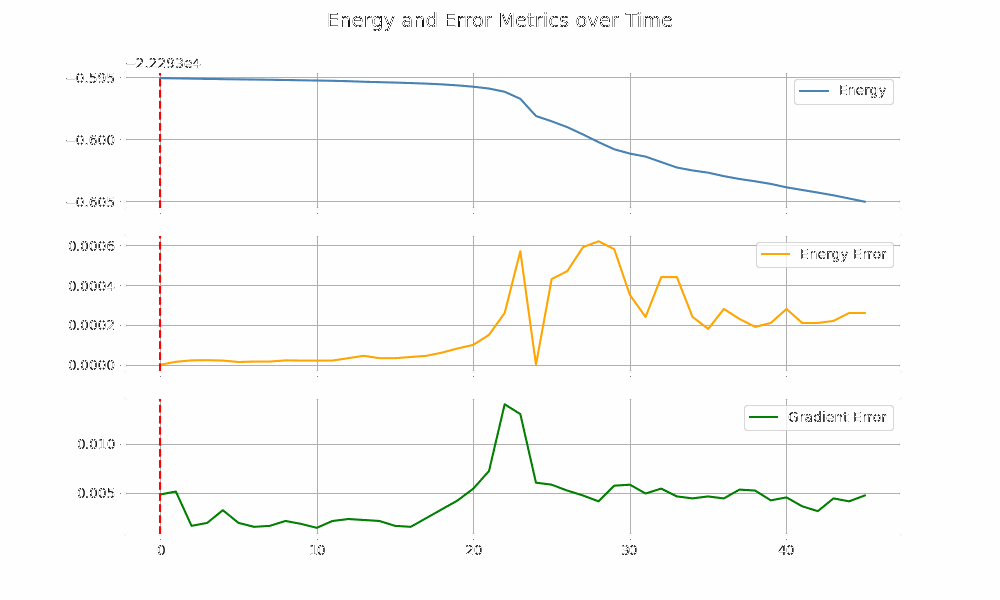 Energy and Error Metrics over Time
−2.2293e4
−0.595
−0.600
−0.605
Energy
0.0006
0.0004
0.0002
0.0000
Energy Error
0.010
0.005
Gradient Error
0 10 20 30 40